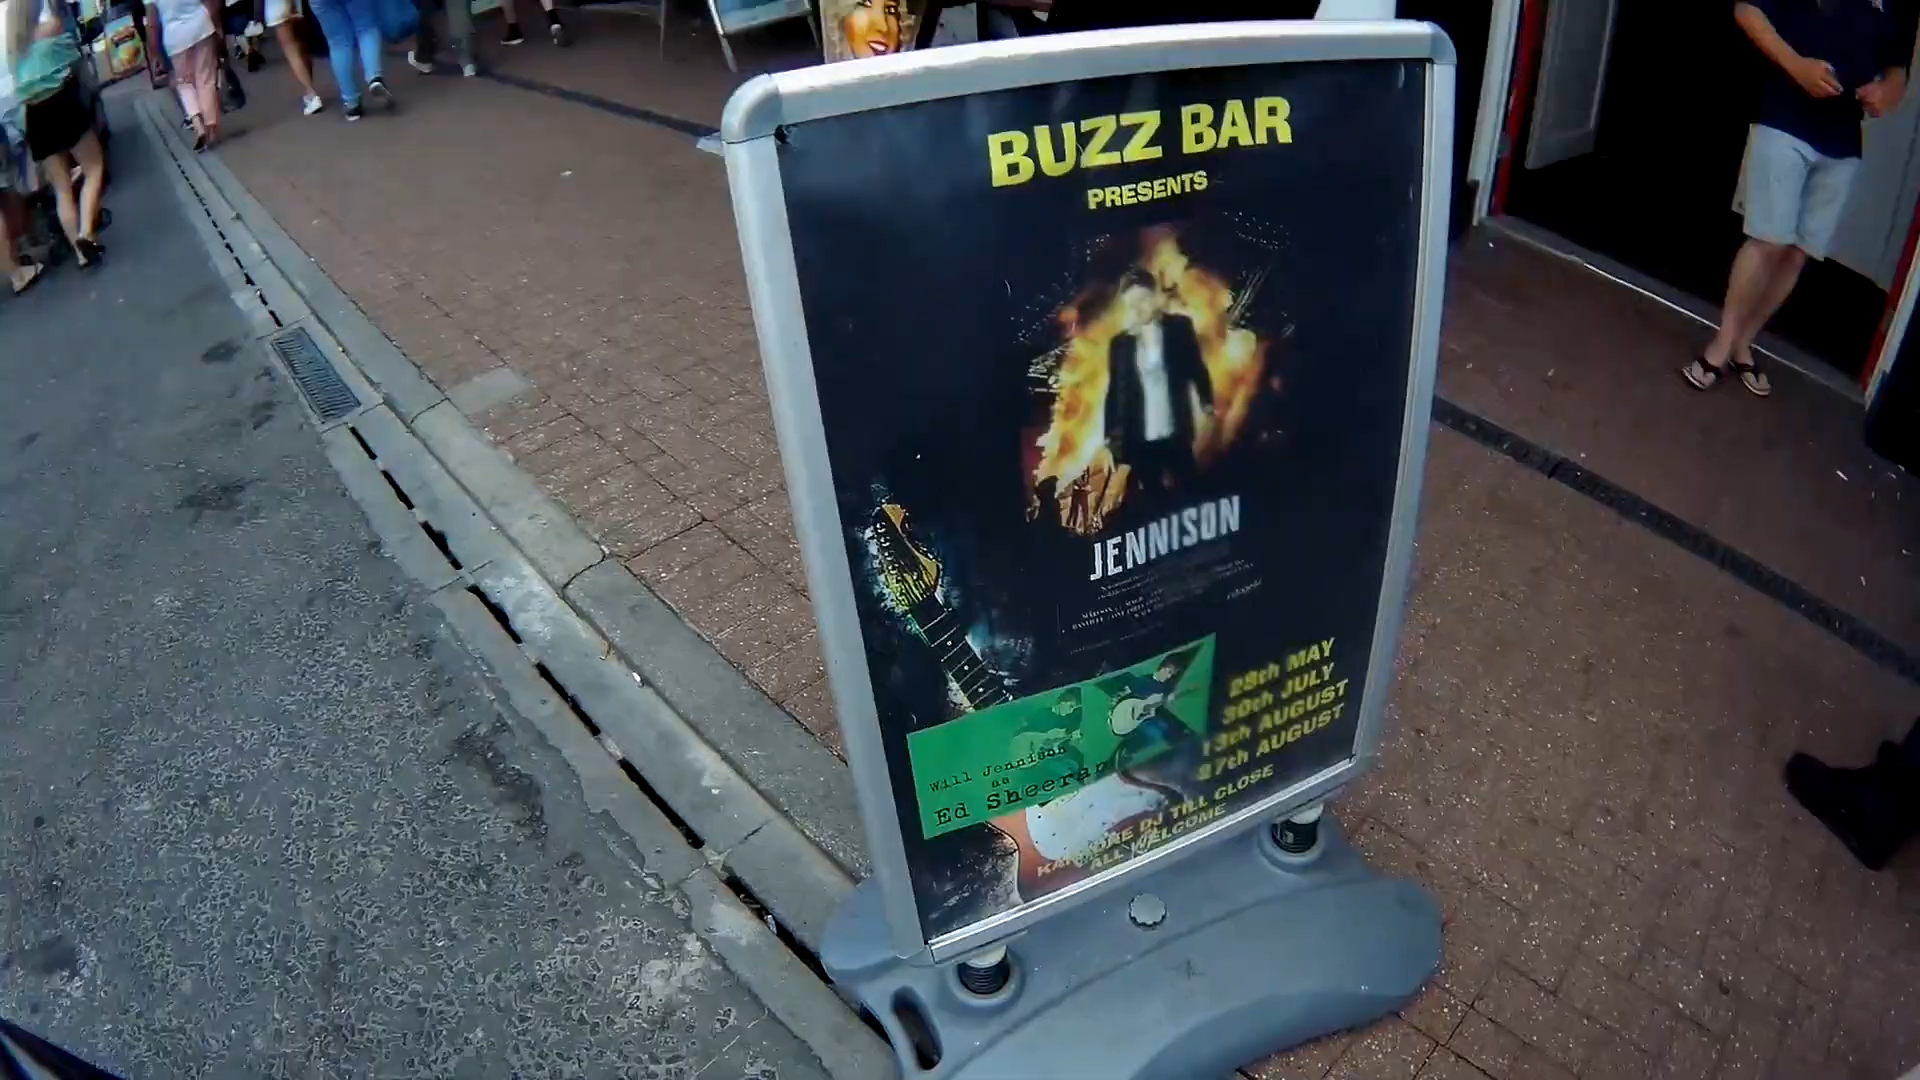 BUZZ BAR
PRESENTS
JENNISON
Will Jennison
as
Ed Sheeran
28th MAY
30th JULY
13th AUGUST
27th AUGUST
KARAOKE DJ TILL CLOSE
ALL WELCOME